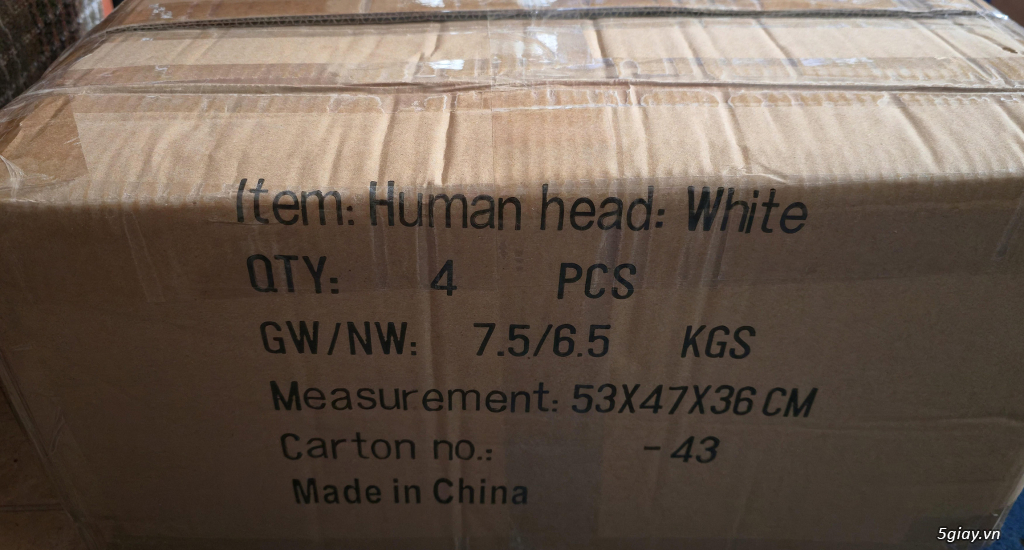 Item: Human head: White
QTY: 4 PCS
GW/NW: 7.5/6.5 KGS
Measurement: 53X47X36 CM
Carton no.: -43
Made in China
5giay.vn